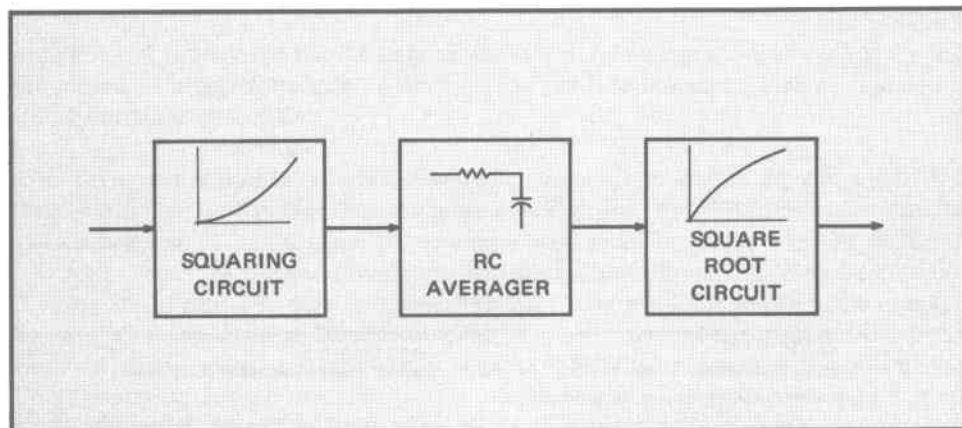 SQUARING
CIRCUIT
RC
AVERAGER
SQUARE
ROOT
CIRCUIT